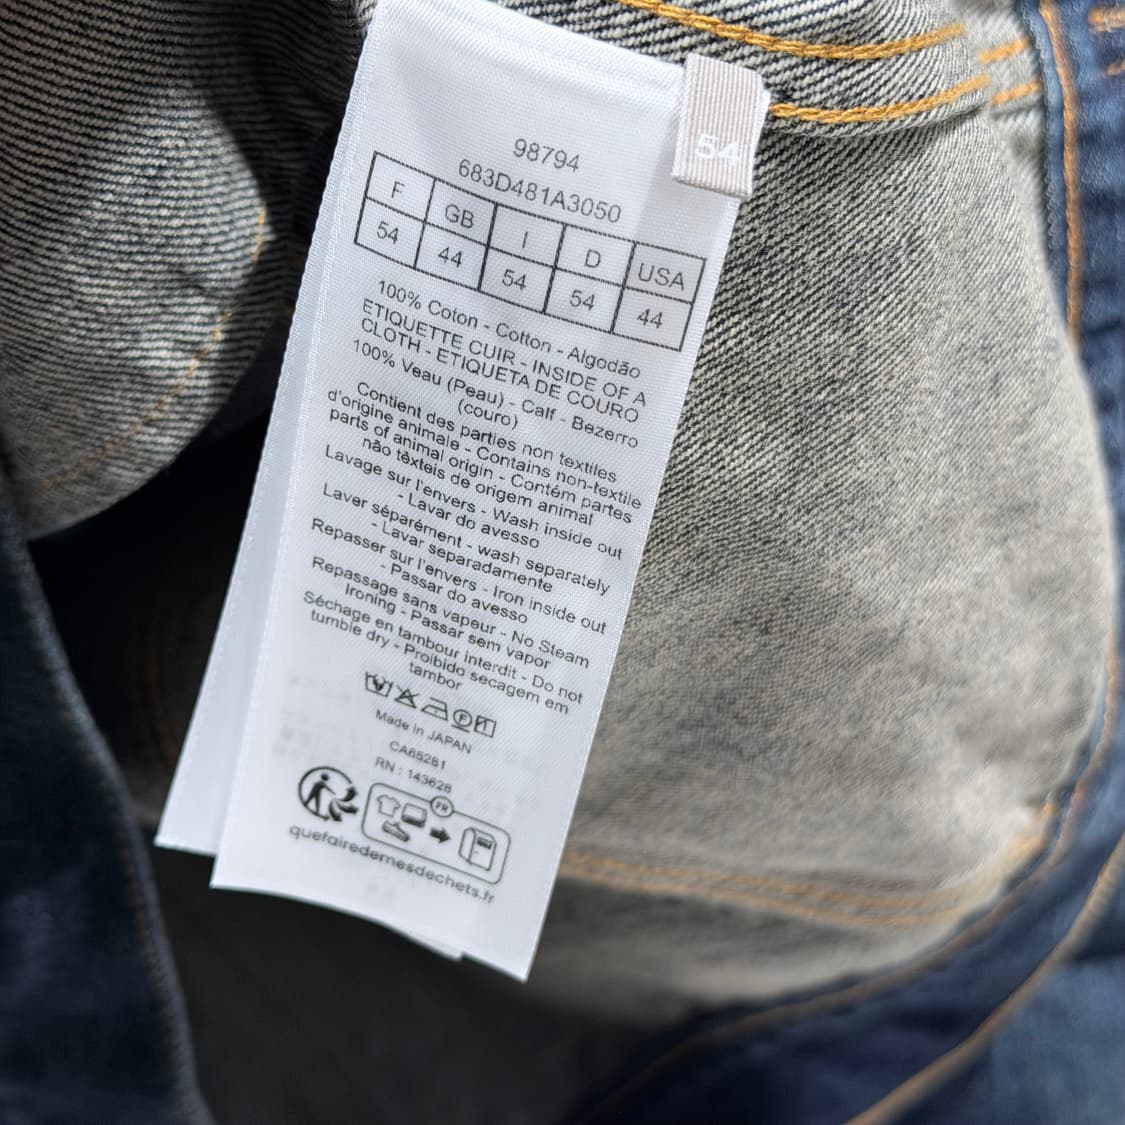 54
98794
683D481A3050
F GB I D USA
54 44 54 54 44
100% Coton - Cotton - Algodão
ETIQUETTE CUIR - INSIDE OF A
CLOTH - ETIQUETA DE COURO
100% Veau (Peau) - Calf - Bezerro
(couro)
Contient des parties non textiles
d'origine animale - Contains non-textile
parts of animal origin - Contém partes
não têxteis de origem animal
Lavage sur l'envers - Wash inside out
- Lavar do avesso
Laver séparément - wash separately
- Lavar separadamente
Repasser sur l'envers - Iron inside out
- Passar do avesso
Repassage sans vapeur - No Steam
Ironing - Passar sem vapor
Séchage en tambour interdit - Do not
tumble dry - Proibido secagem em
tambor
P
Made in JAPAN
CA65281
RN : 143628
FR
quefairedemesdechets.fr